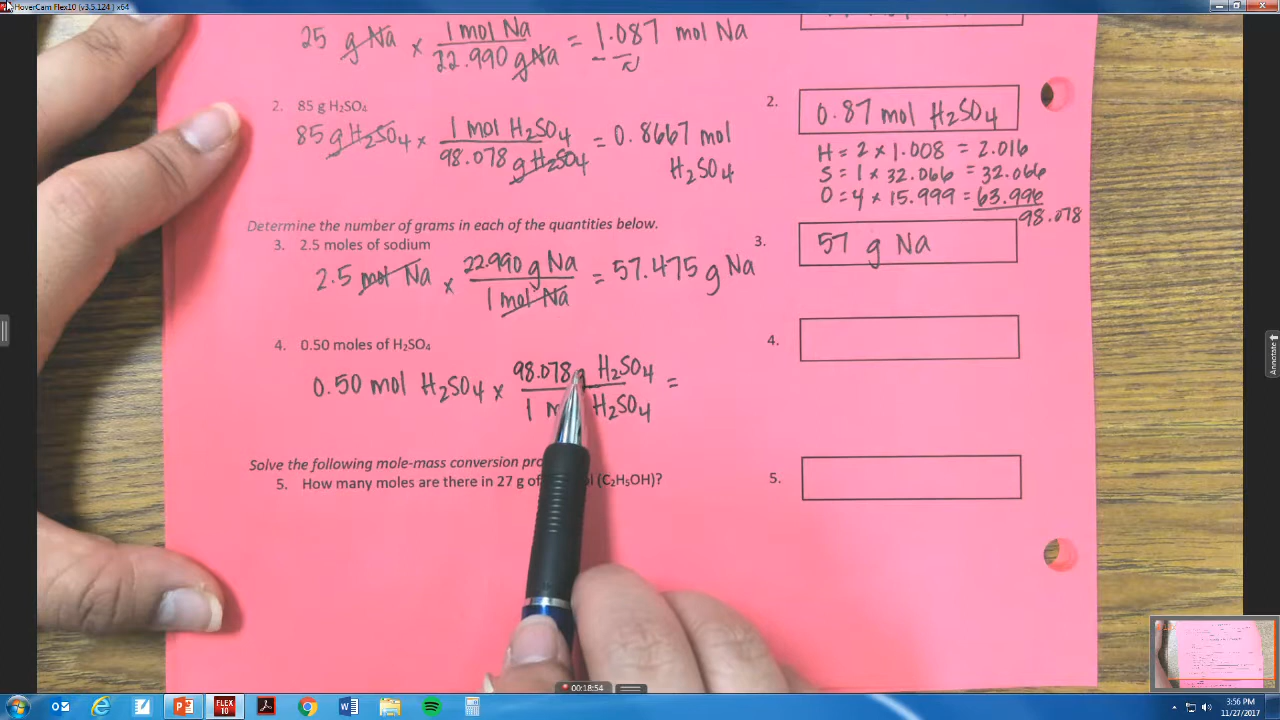 HoverCam Flex10 (v3.5.124 ) x64
25 g Na × 1 mol Na / 22.990 g Na = 1.087 mol Na
2. 85 g H₂SO₄
85 g H₂SO₄ × 1 mol H₂SO₄ / 98.078 g H₂SO₄ = 0.8667 mol
H₂SO₄
2. 0.87 mol H₂SO₄
H = 2 × 1.008 = 2.016
S = 1 × 32.066 = 32.066
O = 4 × 15.999 = 63.996
98.078
Determine the number of grams in each of the quantities below.
3. 2.5 moles of sodium
2.5 mol Na × 22.990 g Na / 1 mol Na = 57.475 g Na
3. 57 g Na
4. 0.50 moles of H₂SO₄
0.50 mol H₂SO₄ × 98.078 g H₂SO₄ / 1 H₂SO₄ =
4.
Solve the following mole-mass conversion
5. How many moles are there in 27 g of (C₂H₅OH)?
5.
Annotate
00:18:54
FLEX
10
3:56 PM
11/27/2017